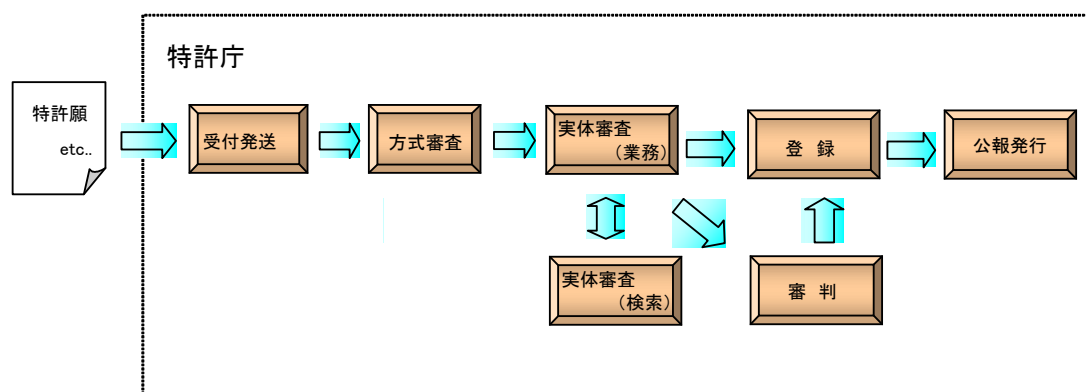 特許庁
特許願
etc..
受付発送
方式審査
実体審査
（業務）
登 録
公報発行
実体審査
（検索）
審 判